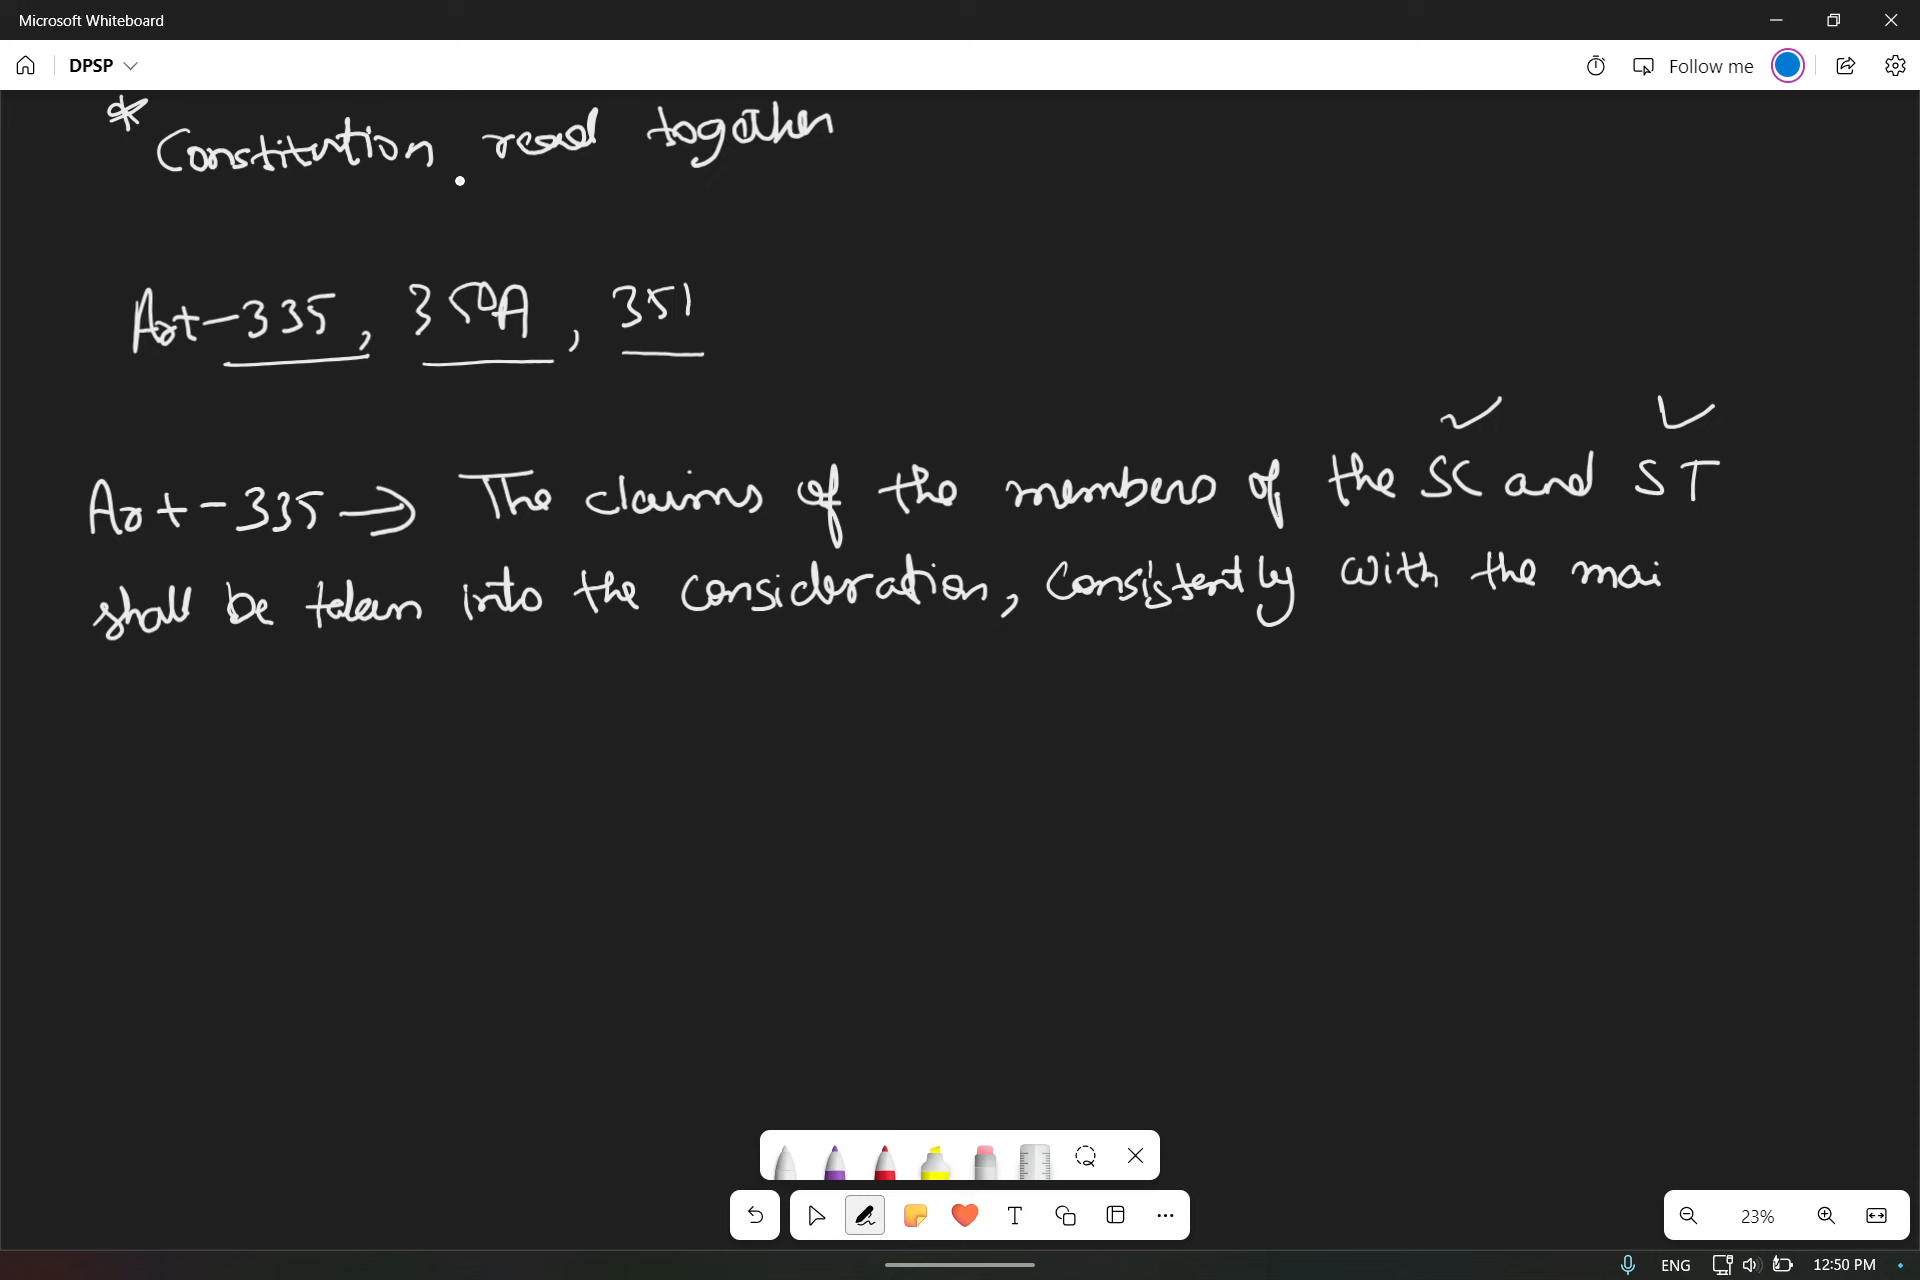 Microsoft Whiteboard
DPSP
Follow me
* Constitution read together
Art-335, 350A, 351
Art-335 → The claims of the members of the SC and ST
shall be taken into the consideration, consistently with the mai
23%
ENG
12:50 PM